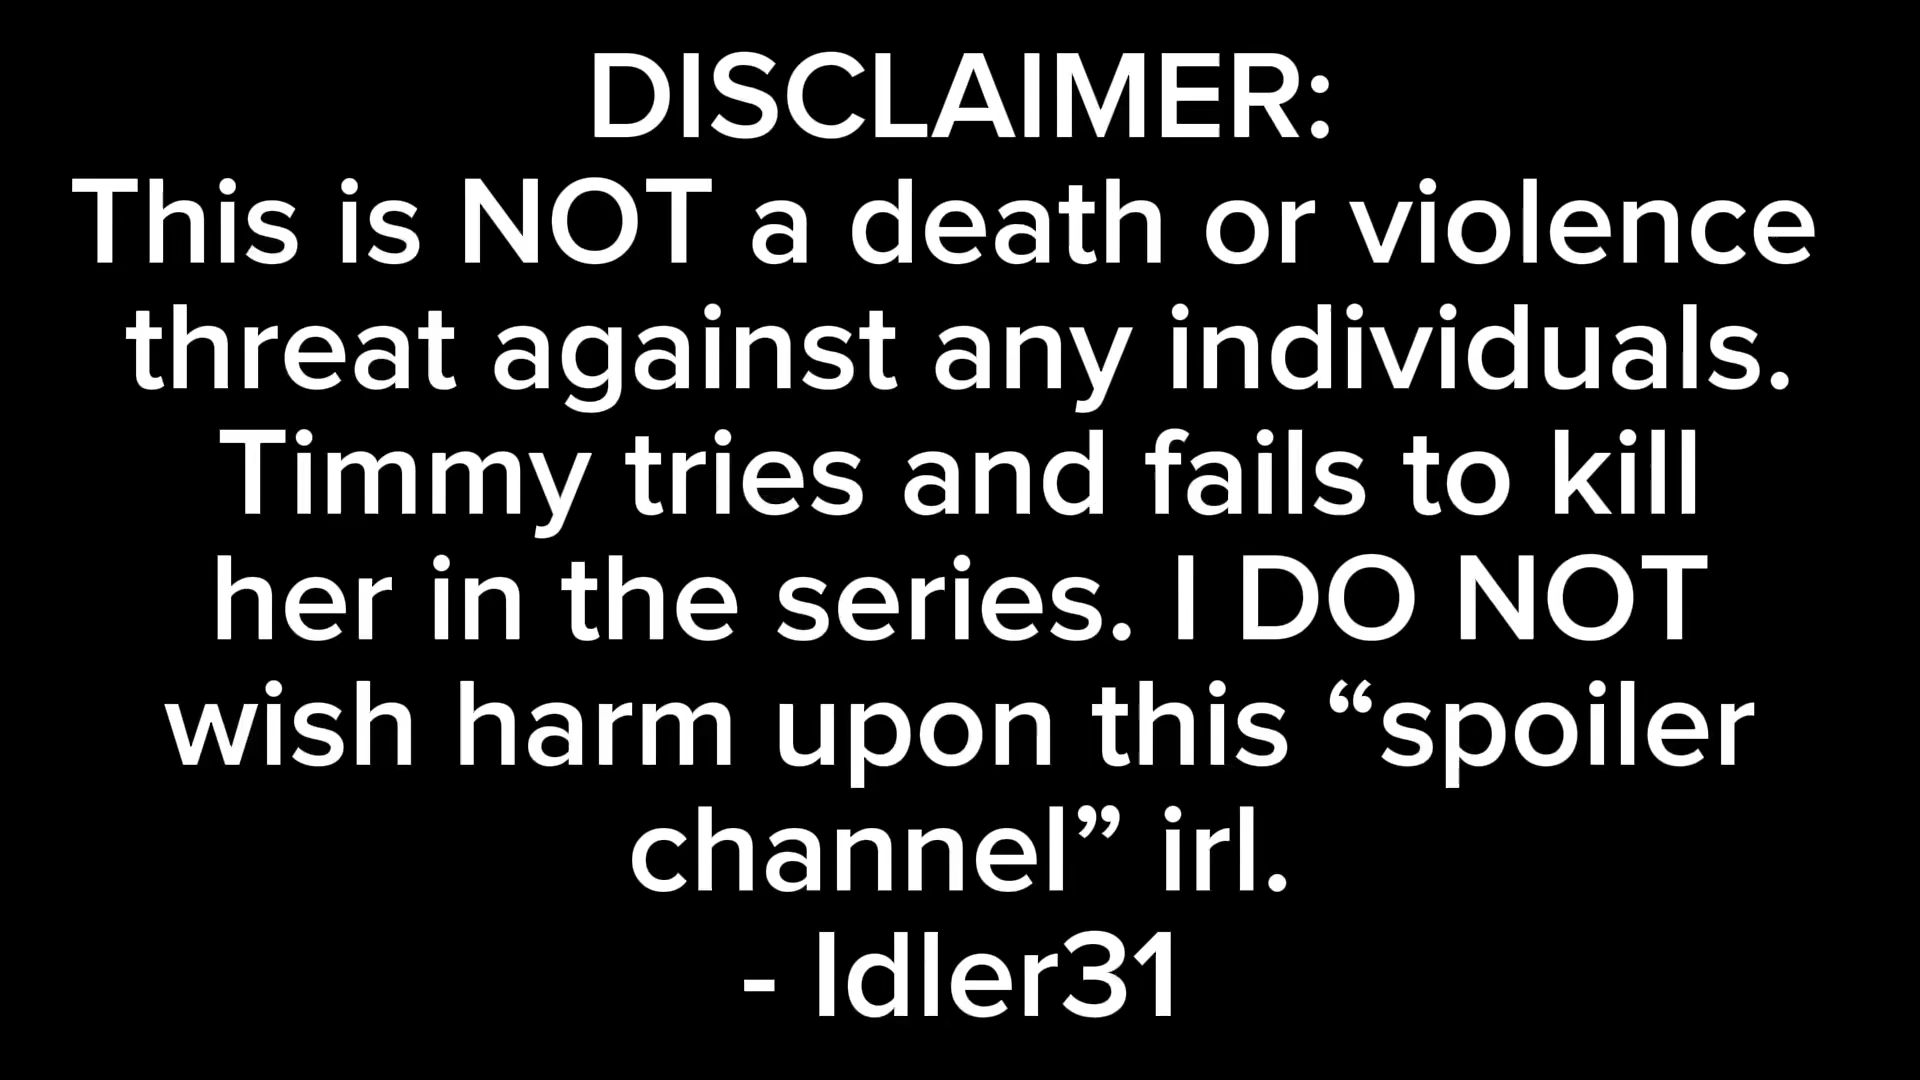 DISCLAIMER:
This is NOT a death or violence
threat against any individuals.
Timmy tries and fails to kill
her in the series. I DO NOT
wish harm upon this “spoiler
channel” irl.
- Idler31